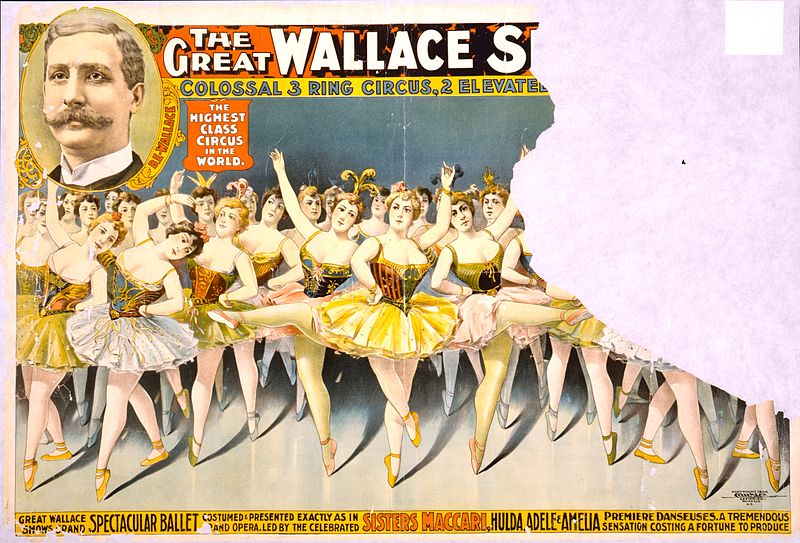 THE GREAT WALLACE S
COLOSSAL 3 RING CIRCUS, 2 ELEVATE
THE
HIGHEST
CLASS
CIRCUS
IN THE
WORLD.
BE. WALLACE
GREAT WALLACE SHOWS GRAND SPECTACULAR BALLET COSTUMED & PRESENTED EXACTLY AS IN GRAND OPERA. LED BY THE CELEBRATED SISTERS MACCARI, HULDA, ADELE & AMELIA PREMIERE DANSEUSES. A TREMENDOUS SENSATION COSTING A FORTUNE TO PRODUCE